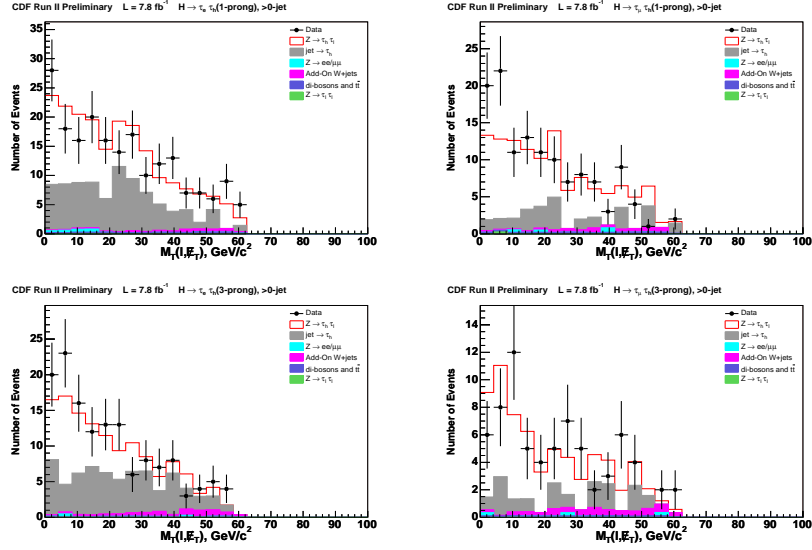 CDF Run II Preliminary L = 7.8 fb⁻¹ H → τₑ τₕ(1-prong), >0-jet
Number of Events
35
30
25
20
15
10
5
0
Data
Z → τₕ τₗ
jet → τₕ
Z → ee/μμ
Add-On W+jets
di-bosons and tt̄
Z → τₗ τₗ
0 10 20 30 40 50 60 70 80 90 100
M_T(l,E̸_T), GeV/c²
CDF Run II Preliminary L = 7.8 fb⁻¹ H → τ_μ τₕ(1-prong), >0-jet
Number of Events
25
20
15
10
5
0
Data
Z → τₕ τₗ
jet → τₕ
Z → ee/μμ
Add-On W+jets
di-bosons and tt̄
Z → τₗ τₗ
0 10 20 30 40 50 60 70 80 90 100
M_T(l,E̸_T), GeV/c²
CDF Run II Preliminary L = 7.8 fb⁻¹ H → τₑ τₕ(3-prong), >0-jet
Number of Events
25
20
15
10
5
0
Data
Z → τₕ τₗ
jet → τₕ
Z → ee/μμ
Add-On W+jets
di-bosons and tt̄
Z → τₗ τₗ
0 10 20 30 40 50 60 70 80 90 100
M_T(l,E̸_T), GeV/c²
CDF Run II Preliminary L = 7.8 fb⁻¹ H → τ_μ τₕ(3-prong), >0-jet
Number of Events
14
12
10
8
6
4
2
0
Data
Z → τₕ τₗ
jet → τₕ
Z → ee/μμ
Add-On W+jets
di-bosons and tt̄
Z → τₗ τₗ
0 10 20 30 40 50 60 70 80 90 100
M_T(l,E̸_T), GeV/c²